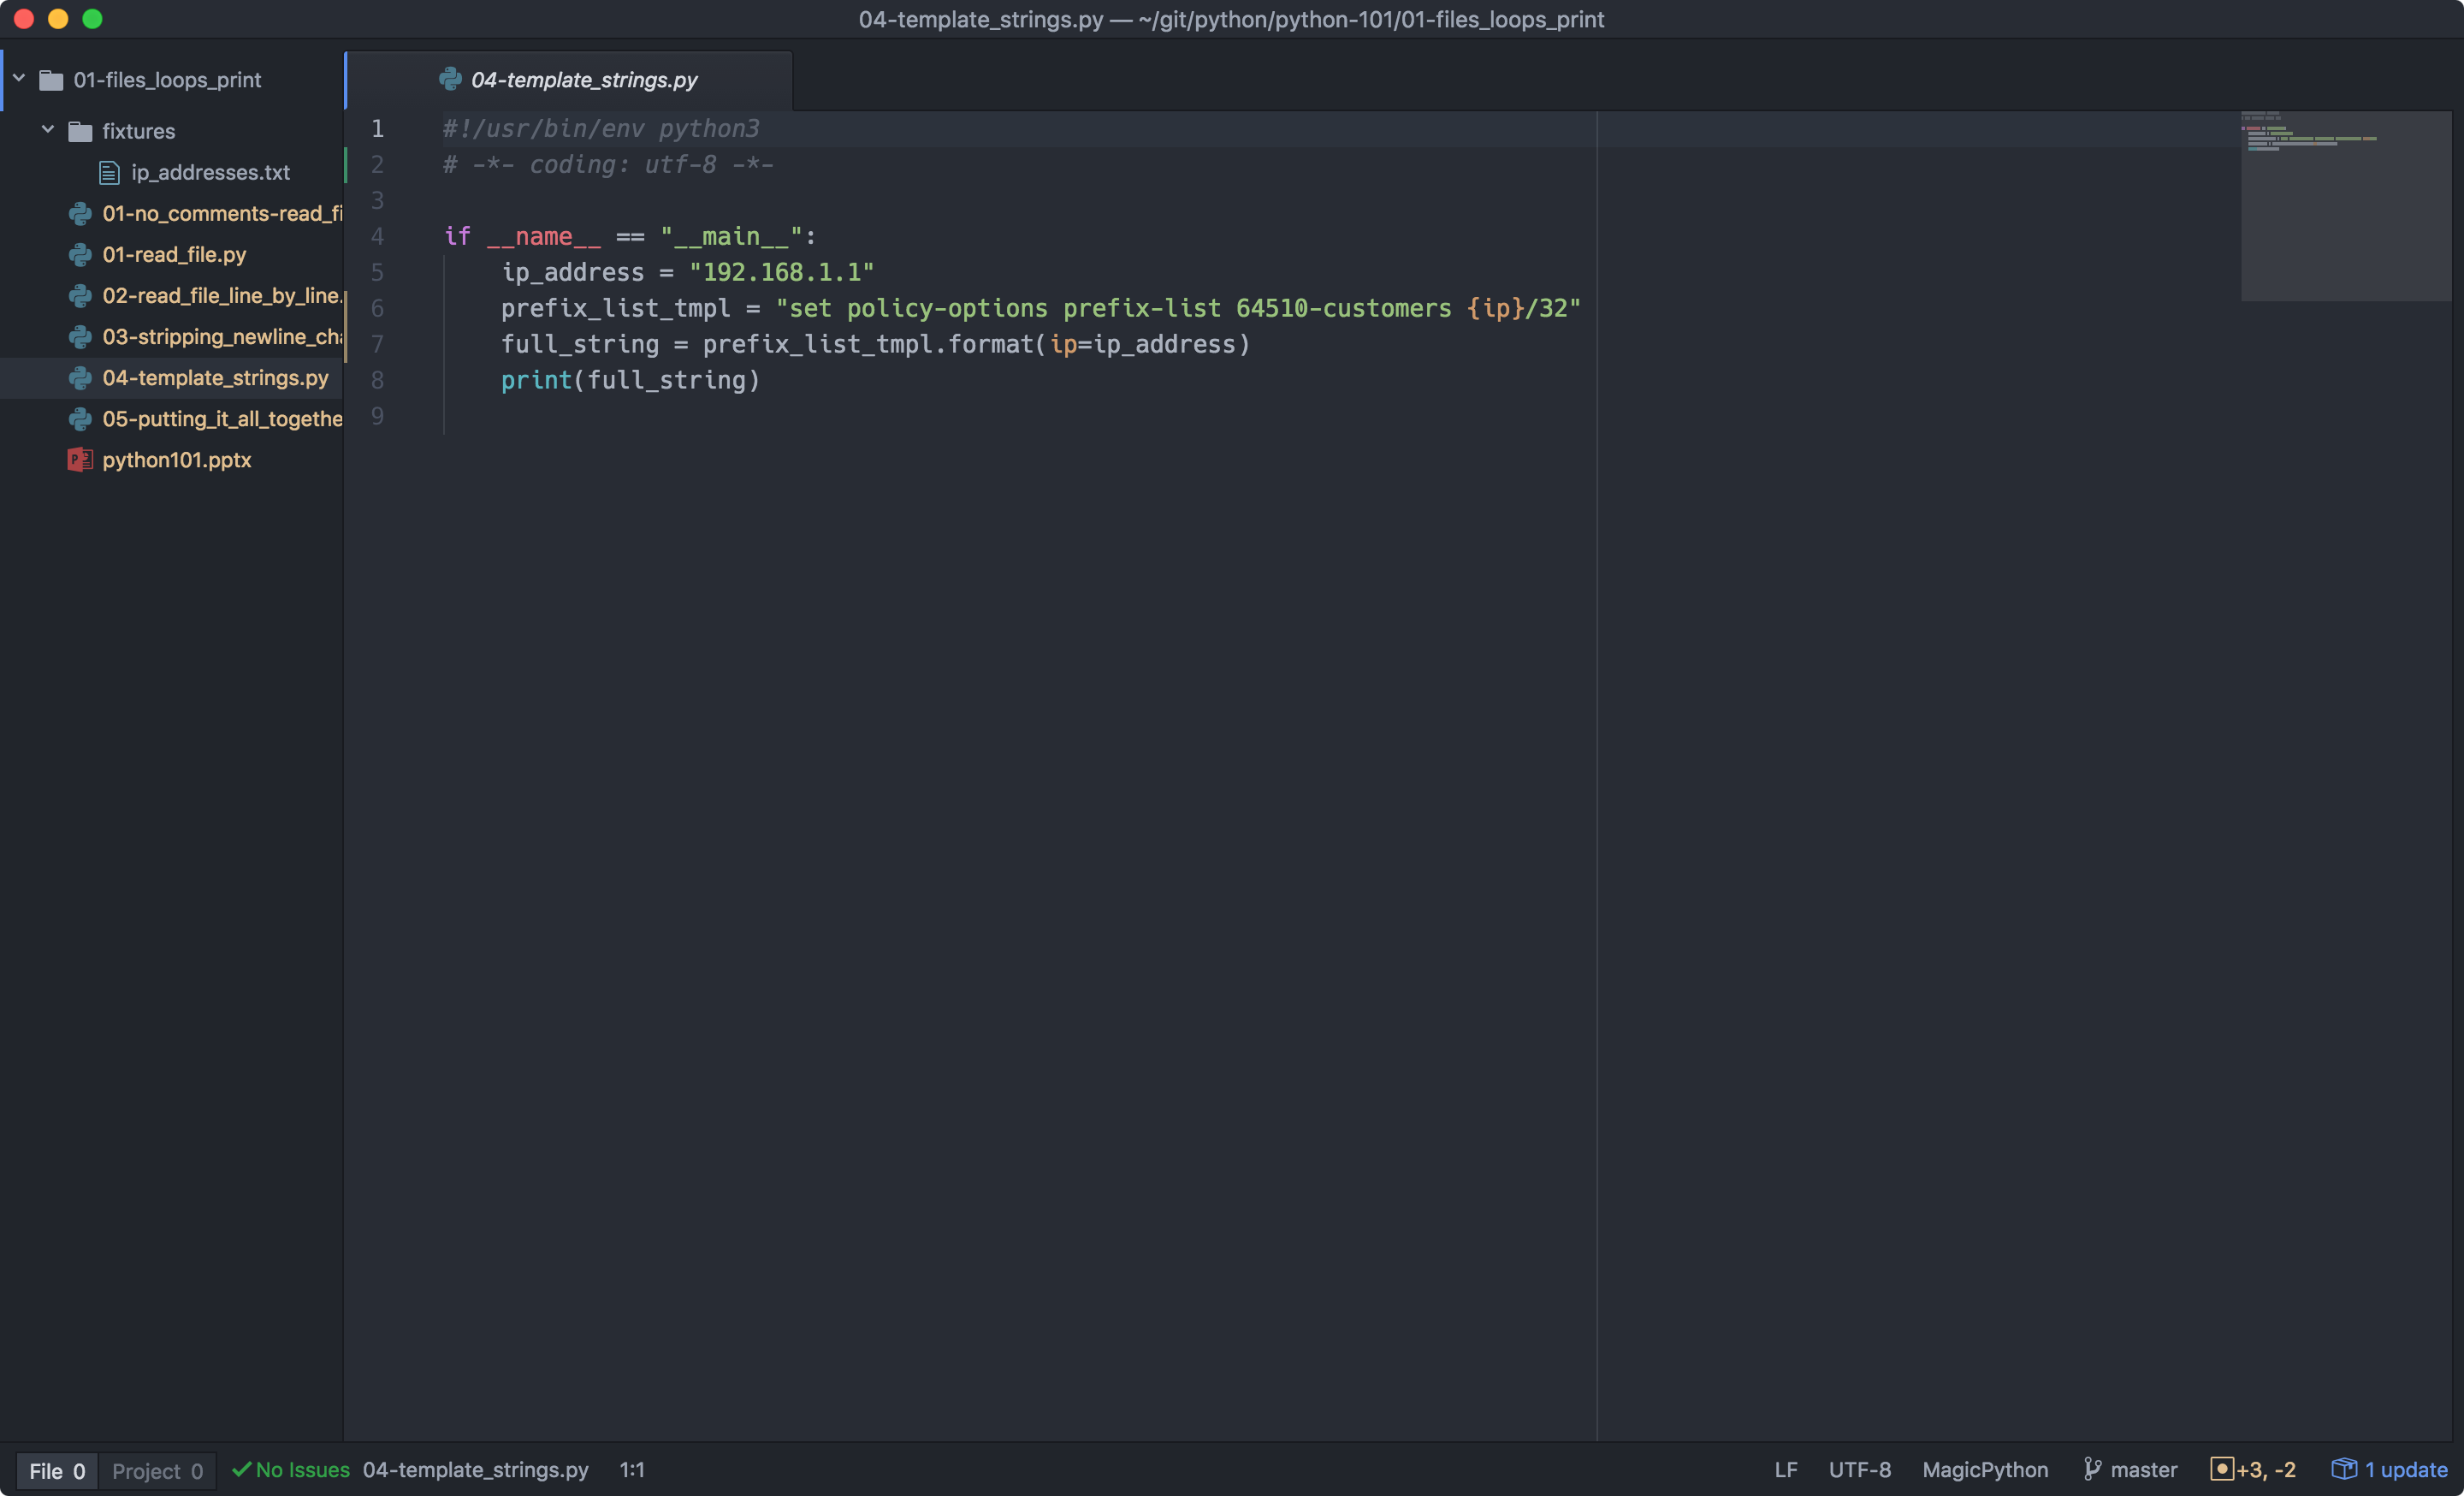 04-template_strings.py — ~/git/python/python-101/01-files_loops_print
01-files_loops_print
fixtures
ip_addresses.txt
01-no_comments-read_fi
01-read_file.py
02-read_file_line_by_line.
03-stripping_newline_cha
04-template_strings.py
05-putting_it_all_togethe
python101.pptx
04-template_strings.py
1 #!/usr/bin/env python3
2 # -*- coding: utf-8 -*-
3
4 if __name__ == "__main__":
5     ip_address = "192.168.1.1"
6     prefix_list_tmpl = "set policy-options prefix-list 64510-customers {ip}/32"
7     full_string = prefix_list_tmpl.format(ip=ip_address)
8     print(full_string)
9
File 0 Project 0 No Issues 04-template_strings.py 1:1 LF UTF-8 MagicPython master +3, -2 1 update